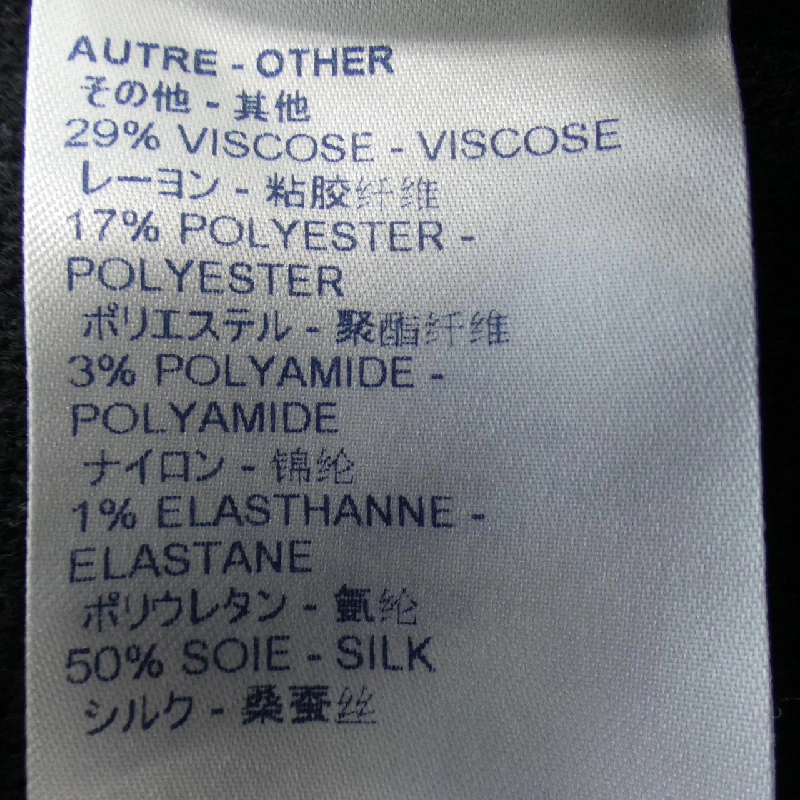 AUTRE - OTHER
その他 - 其他
29% VISCOSE - VISCOSE
レーヨン - 粘胶纤维
17% POLYESTER -
POLYESTER
ポリエステル - 聚酯纤维
3% POLYAMIDE -
POLYAMIDE
ナイロン - 锦纶
1% ELASTHANNE -
ELASTANE
ポリウレタン - 氨纶
50% SOIE - SILK
シルク - 桑蚕丝